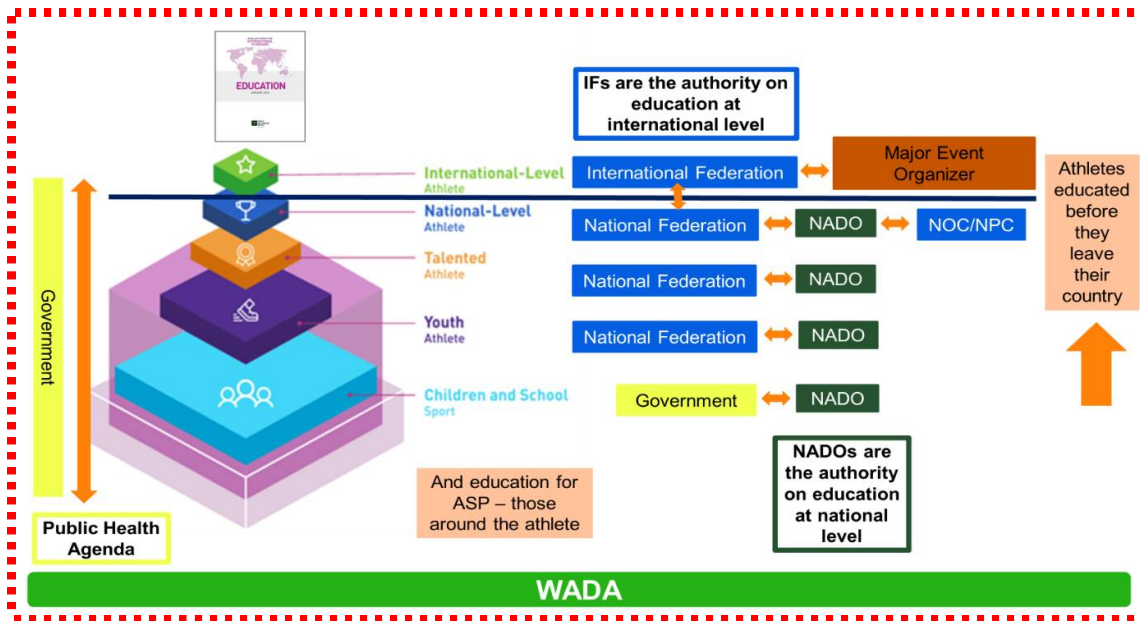 EDUCATION
IFs are the authority on
education at
international level
International-Level
Athlete
International Federation
Major Event
Organizer
National-Level
Athlete
National Federation
NADO
NOC/NPC
Talented
Athlete
National Federation
NADO
Youth
Athlete
National Federation
NADO
Children and School
Sport
Government
NADO
Athletes
educated
before
they
leave
their
country
Government
Public Health
Agenda
And education for
ASP – those
around the athlete
NADOs are
the authority
on education
at national
level
WADA